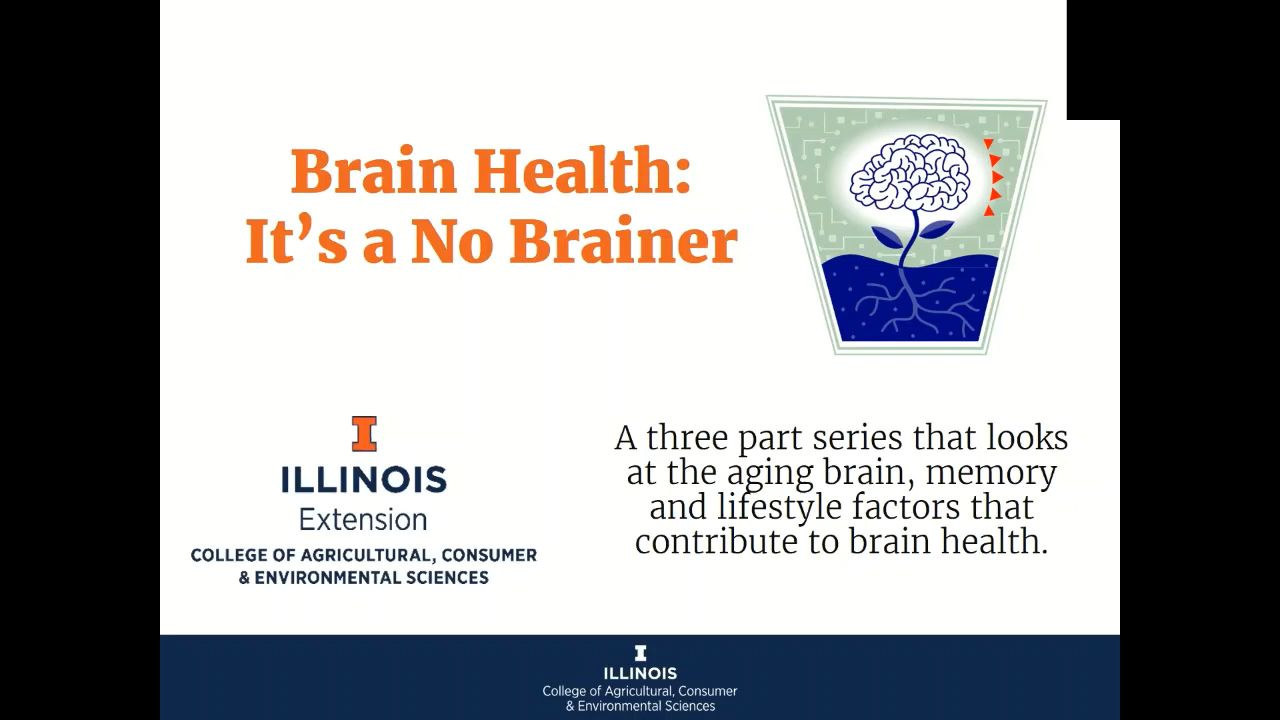 Brain Health:
It’s a No Brainer
ILLINOIS
Extension
COLLEGE OF AGRICULTURAL, CONSUMER
& ENVIRONMENTAL SCIENCES
A three part series that looks
at the aging brain, memory
and lifestyle factors that
contribute to brain health.
ILLINOIS
College of Agricultural, Consumer
& Environmental Sciences